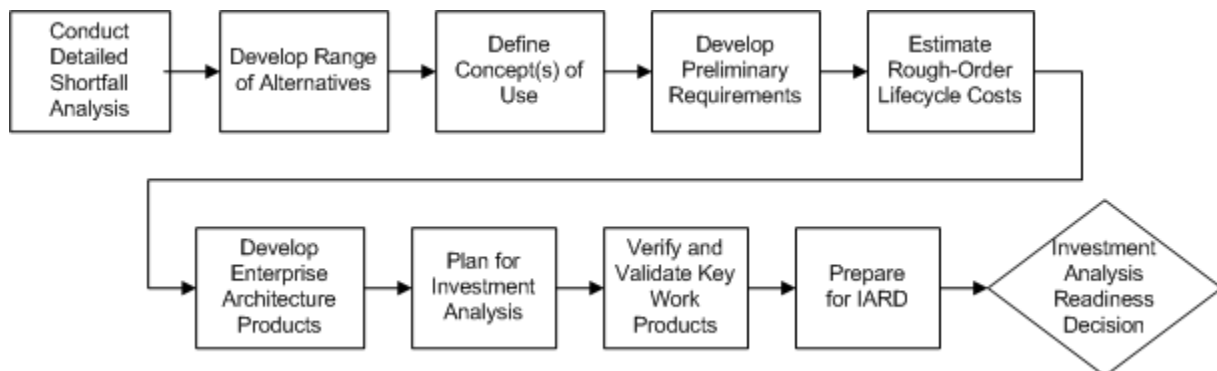 Conduct
Detailed
Shortfall
Analysis
Develop Range
of Alternatives
Define
Concept(s) of
Use
Develop
Preliminary
Requirements
Estimate
Rough-Order
Lifecycle Costs
Develop
Enterprise
Architecture
Products
Plan for
Investment
Analysis
Verify and
Validate Key
Work
Products
Prepare
for IARD
Investment
Analysis
Readiness
Decision